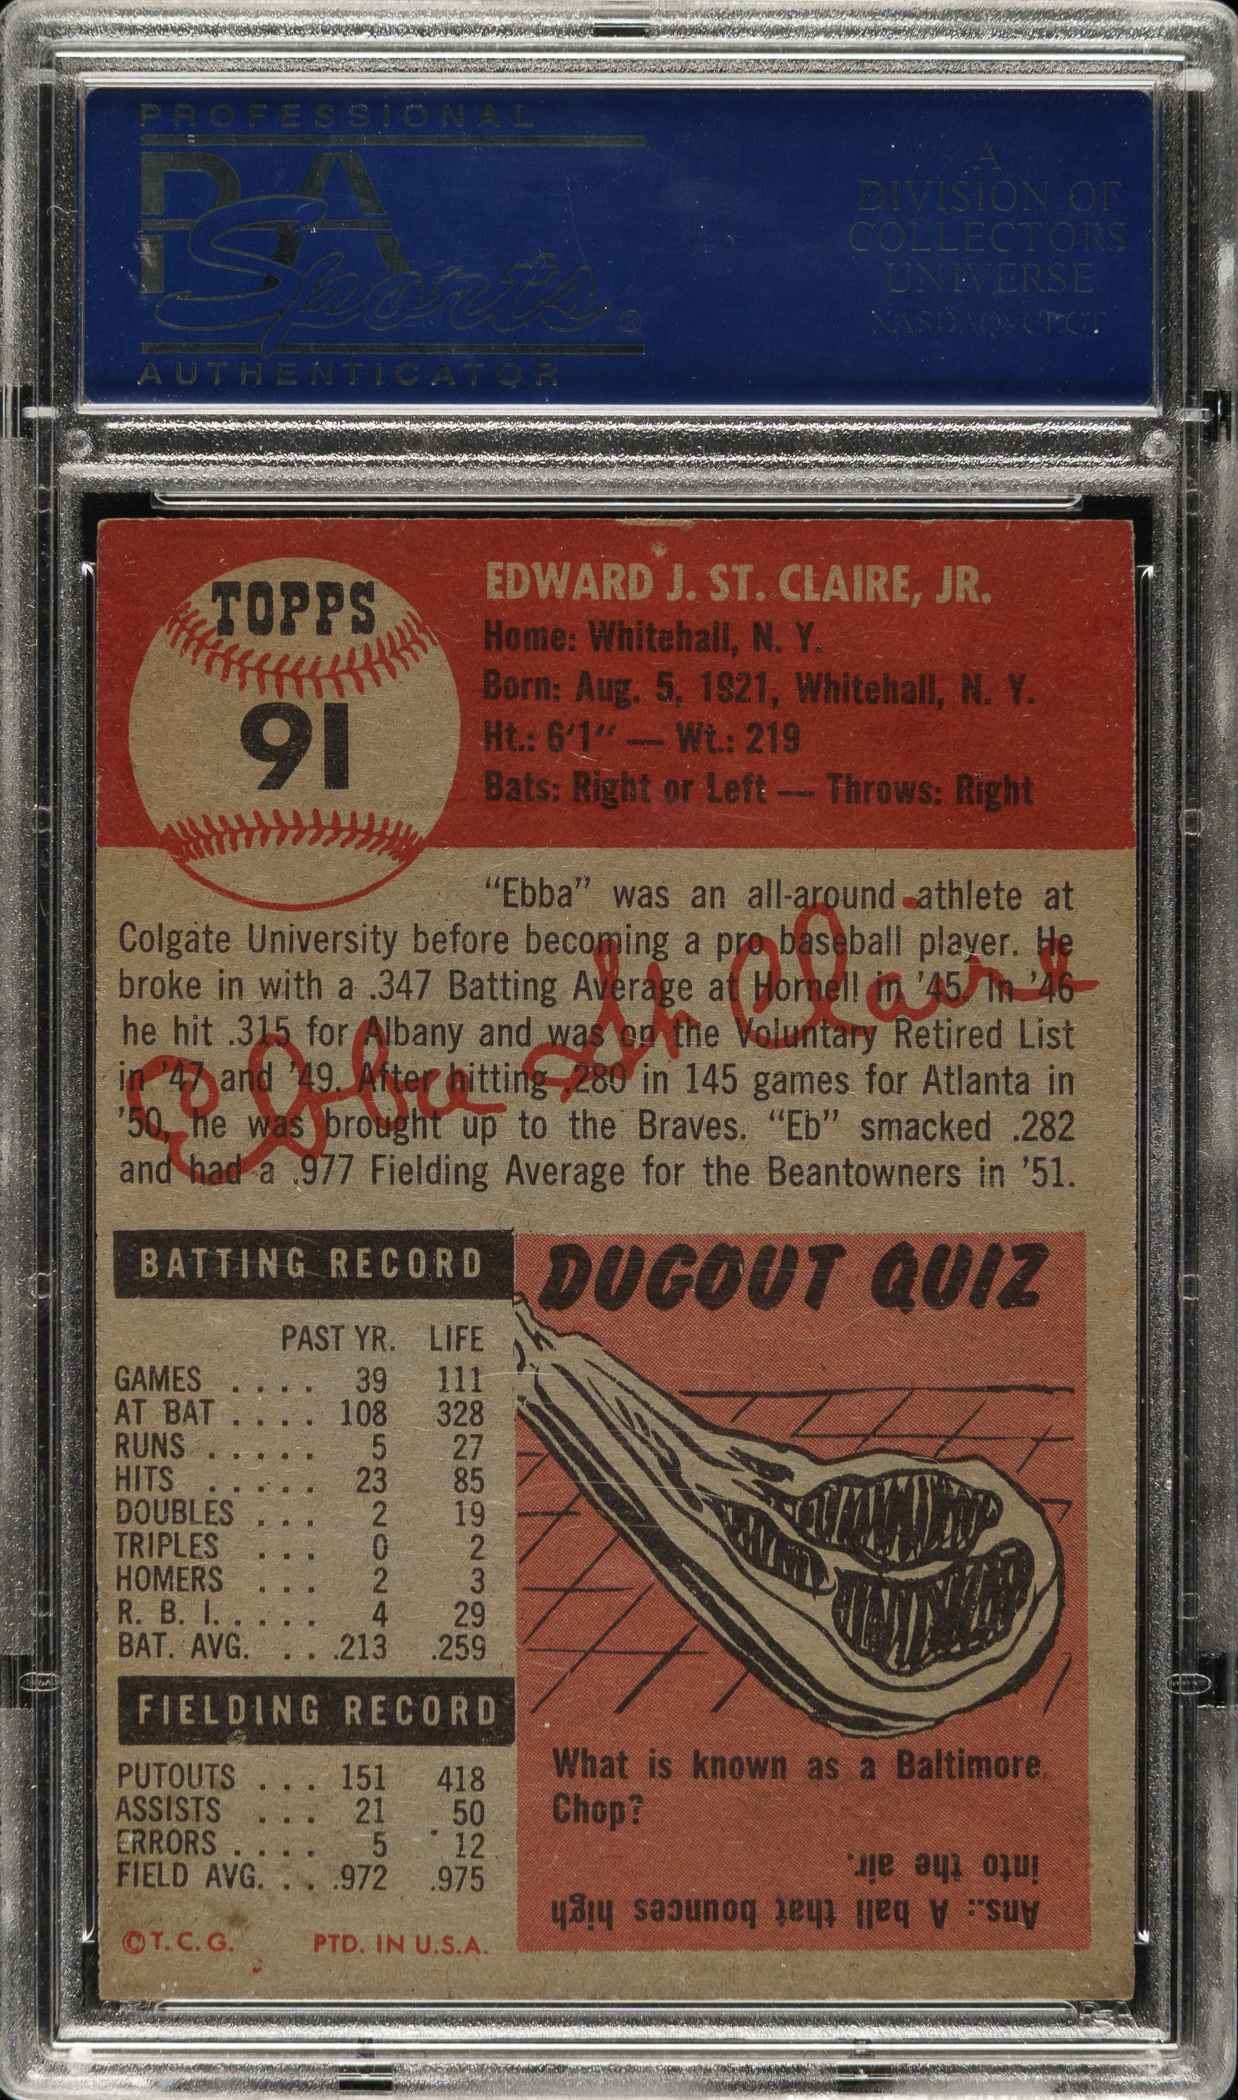 PROFESSIONAL
PSA
Sports®
AUTHENTICATOR
A
DIVISION OF
COLLECTORS
UNIVERSE
NASDAQ: CLCT
TOPPS
91
EDWARD J. ST. CLAIRE, JR.
Home: Whitehall, N. Y.
Born: Aug. 5, 1921, Whitehall, N. Y.
Ht.: 6'1" — Wt.: 219
Bats: Right or Left — Throws: Right
"Ebba" was an all-around athlete at
Colgate University before becoming a pro baseball player. He
broke in with a .347 Batting Average at Hornell in '45. In '46
he hit .315 for Albany and was on the Voluntary Retired List
in '47 and '49. After hitting .280 in 145 games for Atlanta in
'50, he was brought up to the Braves. "Eb" smacked .282
and had a .977 Fielding Average for the Beantowners in '51.
Ebba St. Claire
BATTING RECORD
PAST YR. LIFE
GAMES .... 39 111
AT BAT .... 108 328
RUNS ..... 5 27
HITS ..... 23 85
DOUBLES ... 2 19
TRIPLES ... 0 2
HOMERS ... 2 3
R. B. I. .... 4 29
BAT. AVG. ... .213 .259
FIELDING RECORD
PUTOUTS ... 151 418
ASSISTS ... 21 50
ERRORS .... 5 12
FIELD AVG. ... .972 .975
© T. C. G. PTD. IN U.S.A.
DUGOUT QUIZ
What is known as a Baltimore
Chop?
Ans.: A ball that bounces high
into the air.
PSA